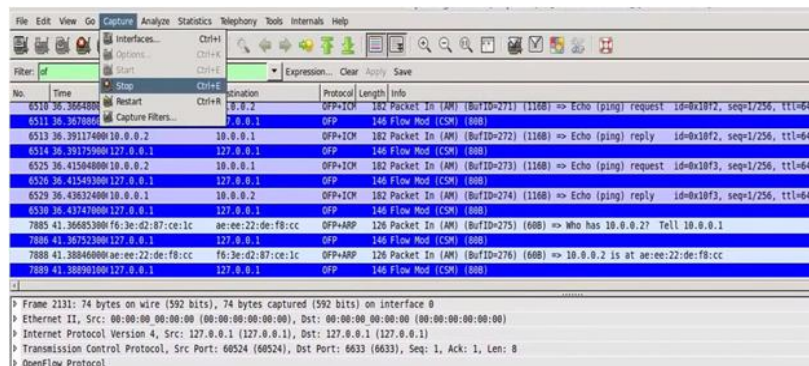 File Edit View Go Capture Analyze Statistics Telephony Tools Internals Help
Interfaces... Ctrl+I
Options... Ctrl+K
Start Ctrl+E
Stop Ctrl+E
Restart Ctrl+R
Capture Filters...
Filter: of Expression... Clear Apply Save
No. Time stination Protocol Length Info
6510 36.3664800 .0.0.2 OFP+ICM 182 Packet In (AM) (BufID=271) (116B) => Echo (ping) request id=0x10f2, seq=1/256, ttl=64
6511 36.3670860 7.0.0.1 OFP 146 Flow Mod (CSM) (80B)
6513 36.39117400 10.0.0.2 10.0.0.1 OFP+ICM 182 Packet In (AM) (BufID=272) (116B) => Echo (ping) reply id=0x10f2, seq=1/256, ttl=64
6514 36.39175900 127.0.0.1 127.0.0.1 OFP 146 Flow Mod (CSM) (80B)
6525 36.41504800 10.0.0.2 10.0.0.1 OFP+ICM 182 Packet In (AM) (BufID=273) (116B) => Echo (ping) request id=0x10f3, seq=1/256, ttl=64
6526 36.41549300 127.0.0.1 127.0.0.1 OFP 146 Flow Mod (CSM) (80B)
6529 36.43632400 10.0.0.1 10.0.0.2 OFP+ICM 182 Packet In (AM) (BufID=274) (116B) => Echo (ping) reply id=0x10f3, seq=1/256, ttl=64
6530 36.43747000 127.0.0.1 127.0.0.1 OFP 146 Flow Mod (CSM) (80B)
7885 41.36685300 f6:3e:d2:87:ce:1c ae:ee:22:de:f8:cc OFP+ARP 126 Packet In (AM) (BufID=275) (60B) => Who has 10.0.0.2? Tell 10.0.0.1
7886 41.36752300 127.0.0.1 127.0.0.1 OFP 146 Flow Mod (CSM) (80B)
7888 41.38846000 ae:ee:22:de:f8:cc f6:3e:d2:87:ce:1c OFP+ARP 126 Packet In (AM) (BufID=276) (60B) => 10.0.0.2 is at ae:ee:22:de:f8:cc
7889 41.38890100 127.0.0.1 127.0.0.1 OFP 146 Flow Mod (CSM) (80B)
Frame 2131: 74 bytes on wire (592 bits), 74 bytes captured (592 bits) on interface 0
Ethernet II, Src: 00:00:00_00:00:00 (00:00:00:00:00:00), Dst: 00:00:00_00:00:00 (00:00:00:00:00:00)
Internet Protocol Version 4, Src: 127.0.0.1 (127.0.0.1), Dst: 127.0.0.1 (127.0.0.1)
Transmission Control Protocol, Src Port: 60524 (60524), Dst Port: 6633 (6633), Seq: 1, Ack: 1, Len: 8
OpenFlow Protocol